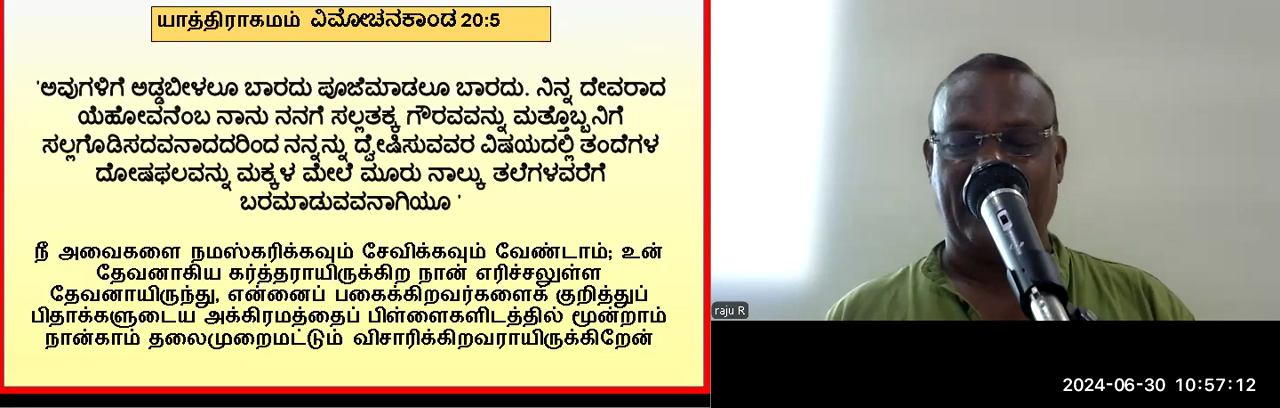 யாத்திராகமம் ವಿಮೋಚನಕಾಂಡ 20:5
'ಅವುಗಳಿಗೆ ಅಡ್ಡಬೀಳಲೂ ಬಾರದು ಪೂಜೆಮಾಡಲೂ ಬಾರದು. ನಿನ್ನ ದೇವರಾದ
ಯೆಹೋವನೆಂಬ ನಾನು ನನಗೆ ಸಲ್ಲತಕ್ಕ ಗೌರವವನ್ನು ಮತ್ತೊಬ್ಬನಿಗೆ
ಸಲ್ಲಗೊಡಿಸದವನಾದದರಿಂದ ನನ್ನನ್ನು ದ್ವೇಷಿಸುವವರ ವಿಷಯದಲ್ಲಿ ತಂದೆಗಳ
ದೋಷಫಲವನ್ನು ಮಕ್ಕಳ ಮೇಲೆ ಮೂರು ನಾಲ್ಕು ತಲೆಗಳವರೆಗೆ
ಬರಮಾಡುವವನಾಗಿಯೂ '
நீ அவைகளை நமஸ்கரிக்கவும் சேவிக்கவும் வேண்டாம்; உன்
தேவனாகிய கர்த்தராயிருக்கிற நான் எரிச்சலுள்ள
தேவனாயிருந்து, என்னைப் பகைக்கிறவர்களைக் குறித்துப்
பிதாக்களுடைய அக்கிரமத்தைப் பிள்ளைகளிடத்தில் மூன்றாம்
நான்காம் தலைமுறைமட்டும் விசாரிக்கிறவராயிருக்கிறேன்
raju R
2024-06-30 10:57:12